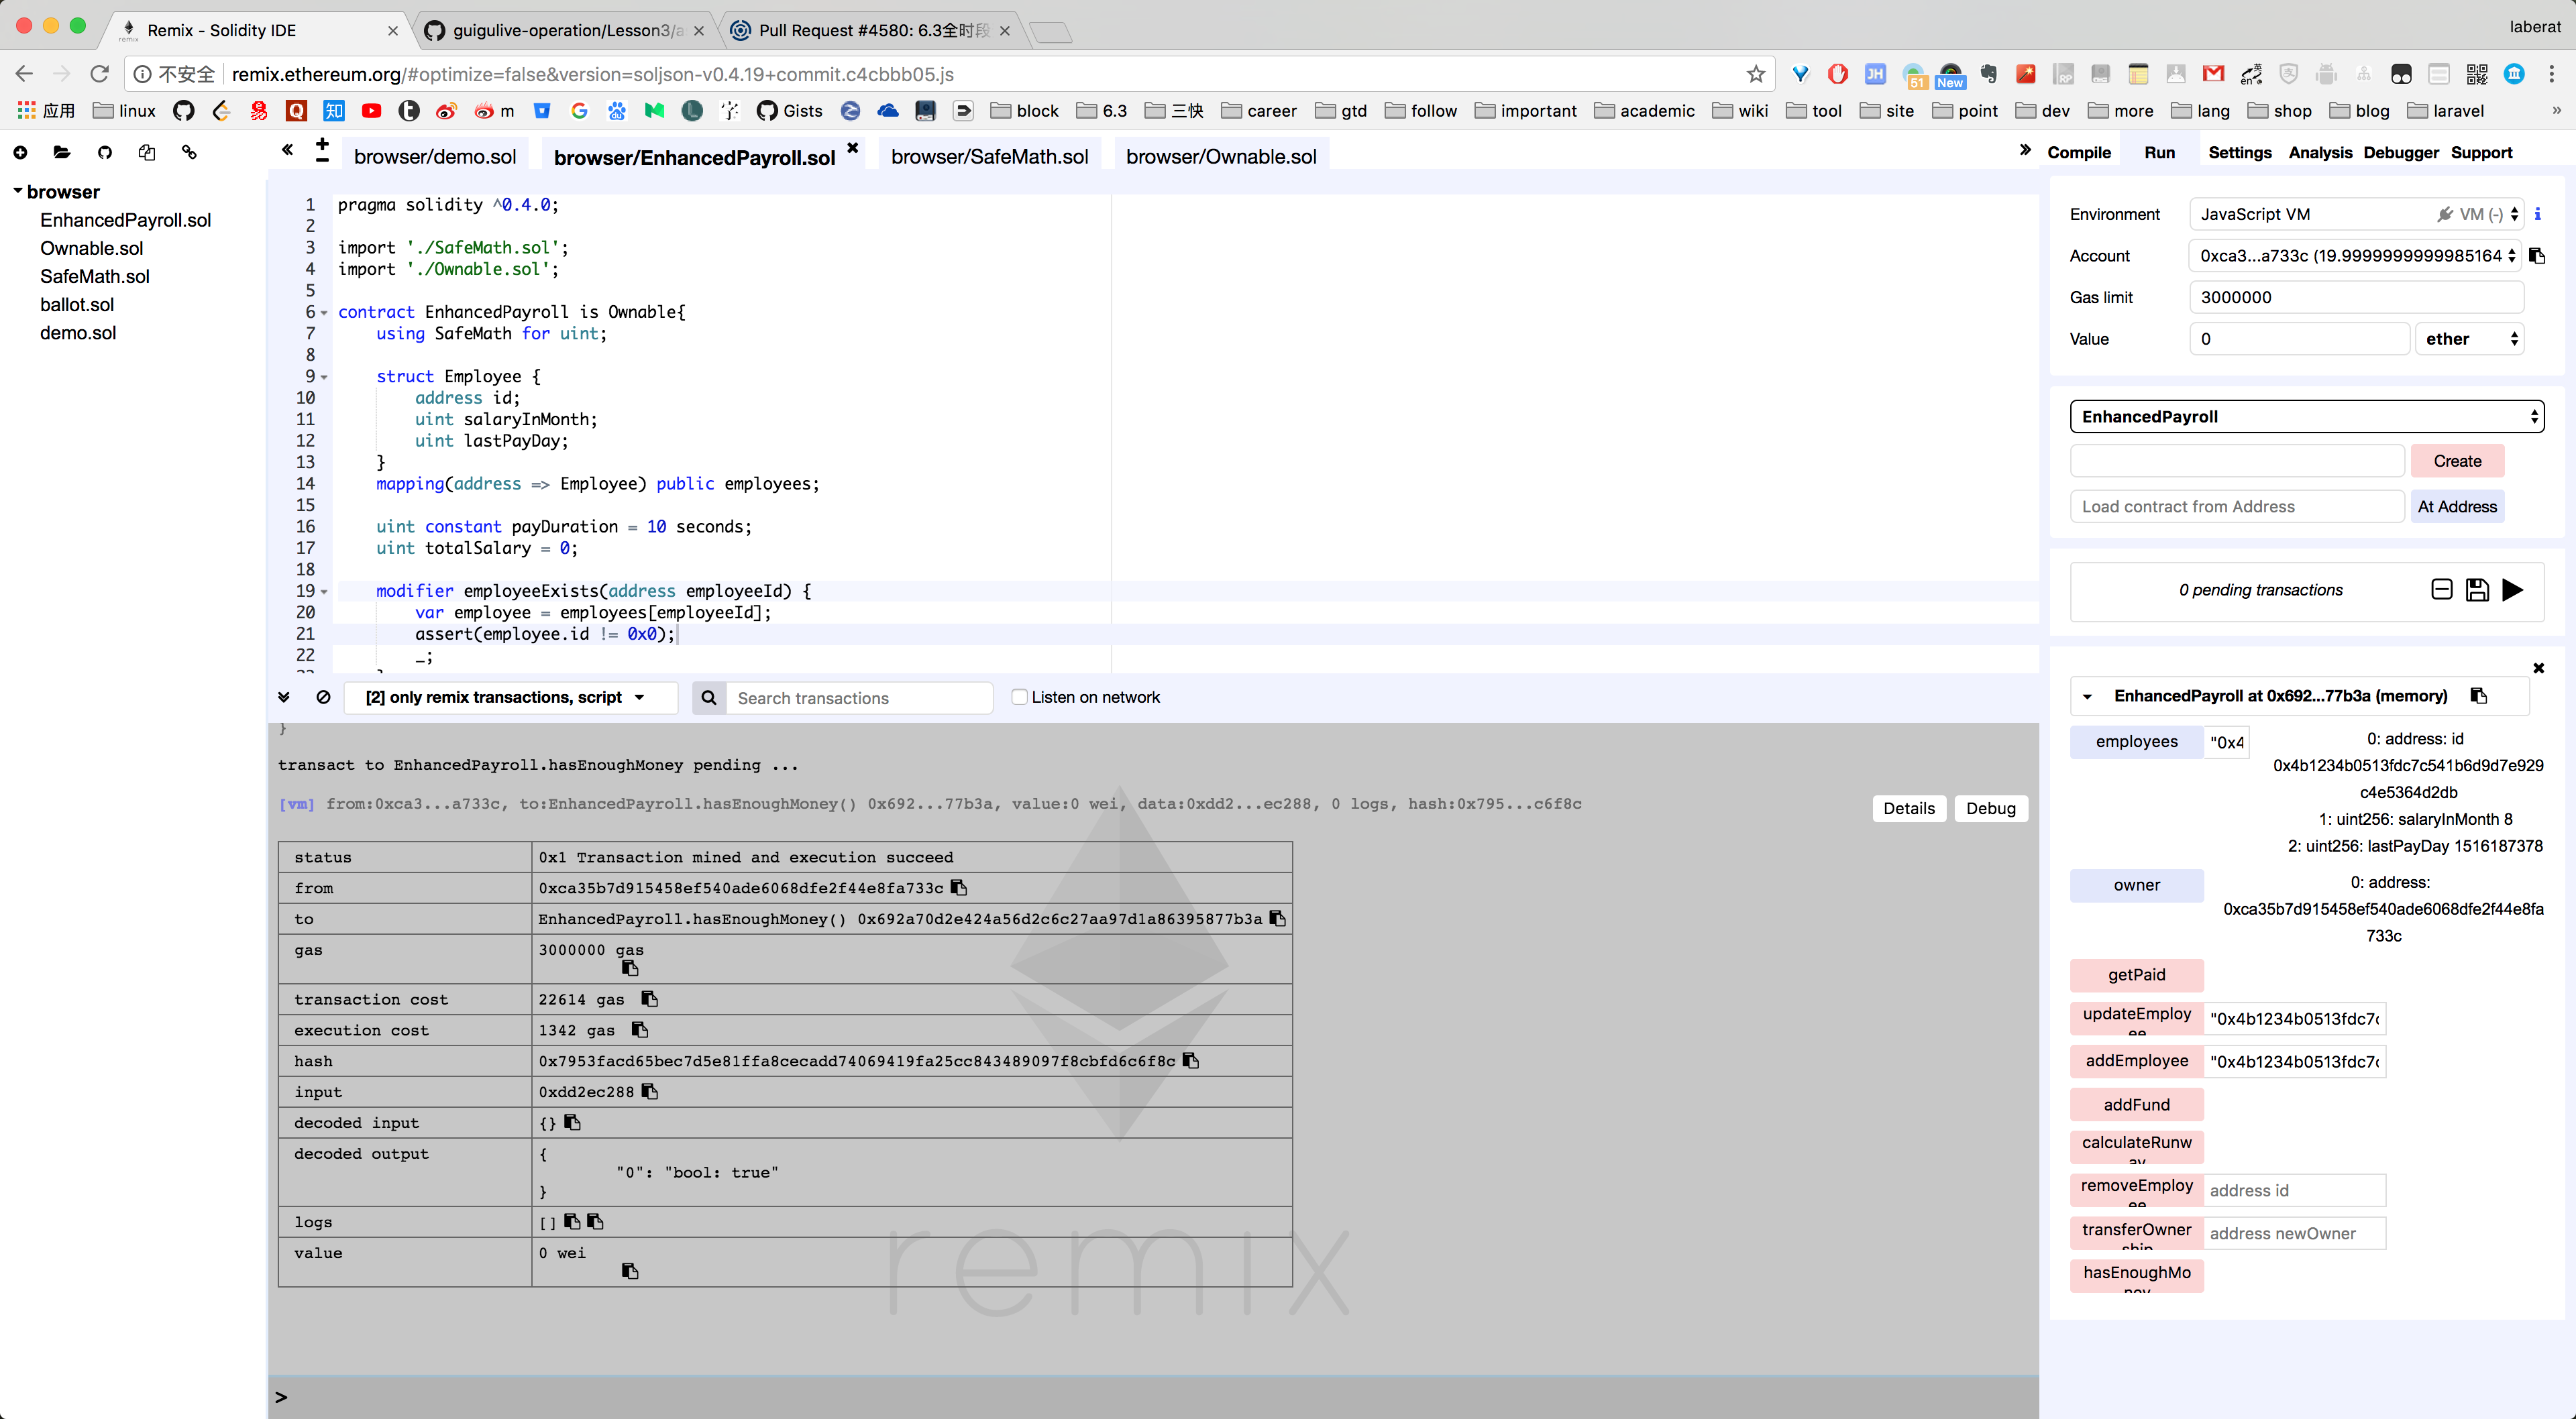 Remix - Solidity IDE
guigulive-operation/Lesson3/a
Pull Request #4580: 6.3全时段
laberat
不安全
remix.ethereum.org/#optimize=false&version=soljson-v0.4.19+commit.c4cbbb05.js
51
New
应用
linux
m
Gists
block
6.3
三快
career
gtd
follow
important
academic
wiki
tool
site
point
dev
more
lang
shop
blog
laravel
»
browser
EnhancedPayroll.sol
Ownable.sol
SafeMath.sol
ballot.sol
demo.sol
browser/demo.sol
browser/EnhancedPayroll.sol
browser/SafeMath.sol
browser/Ownable.sol
1 pragma solidity ^0.4.0;
2
3 import './SafeMath.sol';
4 import './Ownable.sol';
5
6 contract EnhancedPayroll is Ownable{
7 using SafeMath for uint;
8
9 struct Employee {
10 address id;
11 uint salaryInMonth;
12 uint lastPayDay;
13 }
14 mapping(address => Employee) public employees;
15
16 uint constant payDuration = 10 seconds;
17 uint totalSalary = 0;
18
19 modifier employeeExists(address employeeId) {
20 var employee = employees[employeeId];
21 assert(employee.id != 0x0);
22 _;
[2] only remix transactions, script
Search transactions
Listen on network
}
transact to EnhancedPayroll.hasEnoughMoney pending ...
[vm] from:0xca3...a733c, to:EnhancedPayroll.hasEnoughMoney() 0x692...77b3a, value:0 wei, data:0xdd2...ec288, 0 logs, hash:0x795...c6f8c
Details
Debug
status 0x1 Transaction mined and execution succeed
from 0xca35b7d915458ef540ade6068dfe2f44e8fa733c
to EnhancedPayroll.hasEnoughMoney() 0x692a70d2e424a56d2c6c27aa97d1a86395877b3a
gas 3000000 gas
transaction cost 22614 gas
execution cost 1342 gas
hash 0x7953facd65bec7d5e81ffa8cecadd74069419fa25cc843489097f8cbfd6c6f8c
input 0xdd2ec288
decoded input {}
decoded output {
"0": "bool: true"
}
logs []
value 0 wei
remix
>
Compile
Run
Settings
Analysis
Debugger
Support
Environment JavaScript VM VM (-)
Account 0xca3...a733c (19.9999999999985164
Gas limit 3000000
Value 0 ether
EnhancedPayroll
Create
Load contract from Address At Address
0 pending transactions
EnhancedPayroll at 0x692...77b3a (memory)
employees "0x4
0: address: id
0x4b1234b0513fdc7c541b6d9d7e929
c4e5364d2db
1: uint256: salaryInMonth 8
2: uint256: lastPayDay 1516187378
owner
0: address:
0xca35b7d915458ef540ade6068dfe2f44e8fa
733c
getPaid
updateEmployee "0x4b1234b0513fdc7c
addEmployee "0x4b1234b0513fdc7c
addFund
calculateRunway
removeEmployee address id
transferOwnership address newOwner
hasEnoughMoney